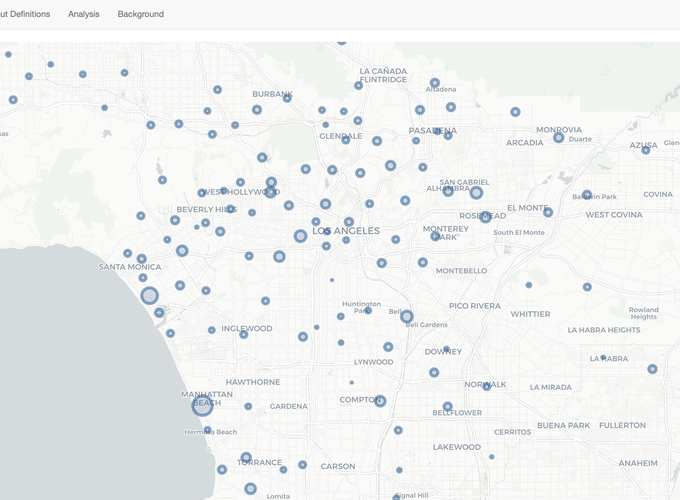 ut Definitions Analysis Background
LA CAÑADA
FLINTRIDGE
BURBANK
Altadena
GLENDALE
PASADENA
MONROVIA
Duarte
ARCADIA
AZUSA
Glen
sas
SAN GABRIEL
ALHAMBRA
WEST HOLLYWOOD
Baldwin Park
COVINA
BEVERLY HILLS
ROSEMEAD
EL MONTE
WEST COVINA
LOS ANGELES
MONTEREY
PARK
South El Monte
SANTA MONICA
MONTEBELLO
Huntington
Park
Bell
Bell Gardens
PICO RIVERA
WHITTIER
Rowland
Heights
INGLEWOOD
LA HABRA HEIGHTS
DOWNEY
LA HABRA
LYNWOOD
HAWTHORNE
NORWALK
LA MIRADA
MANHATTAN
BEACH
GARDENA
COMPTON
BELLFLOWER
Hermosa Beach
BUENA PARK
FULLERTON
CERRITOS
LAKEWOOD
TORRANCE
CARSON
ANAHEIM
Lomita
Signal Hill